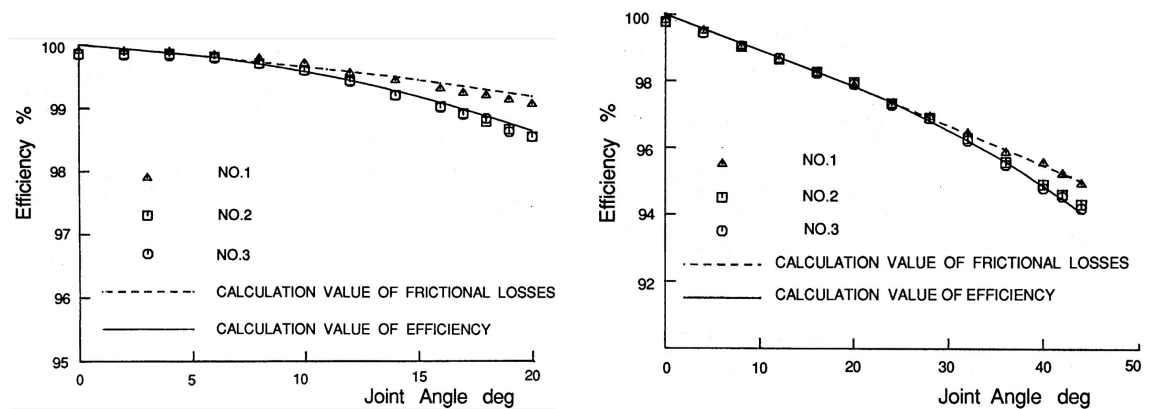 100
99
98
97
96
95
Efficiency %
NO.1
NO.2
NO.3
CALCULATION VALUE OF FRICTIONAL LOSSES
CALCULATION VALUE OF EFFICIENCY
0 5 10 15 20
Joint Angle deg
100
98
96
94
92
Efficiency %
NO.1
NO.2
NO.3
CALCULATION VALUE OF FRICTIONAL LOSSES
CALCULATION VALUE OF EFFICIENCY
0 10 20 30 40 50
Joint Angle deg